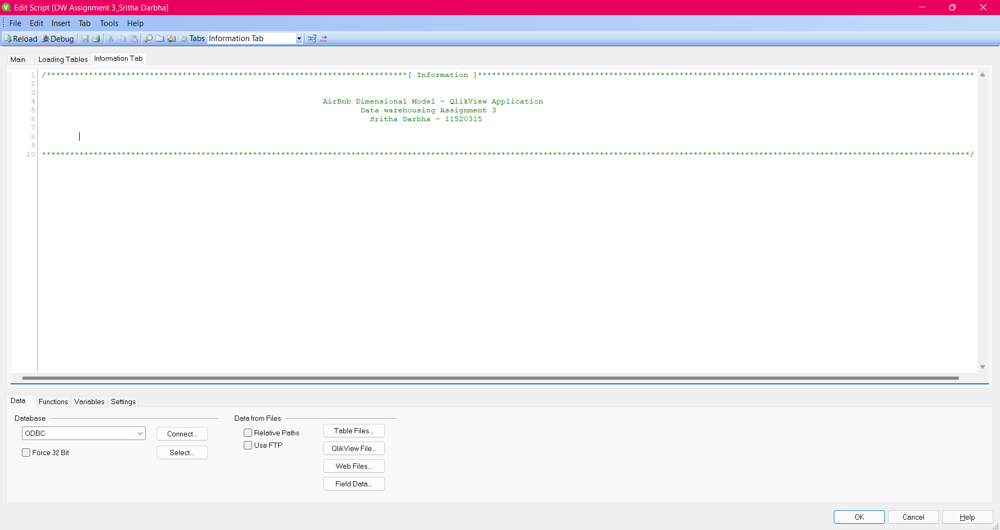 Edit Script [DW Assignment 3_Sritha Darbha]
File Edit Insert Tab Tools Help
Reload Debug Tabs Information Tab
Main Loading Tables Information Tab
1 /*****************************************************************************[ Information ]**********************************************************************************************************
2
3
4 AirBnb Dimensional Model - QlikView Application
5 Data warehousing Assignment 3
6 Sritha Darbha - 11520315
7
8
9
10 *****************************************************************************************************************************************************************************************************/
Data Functions Variables Settings
Database
ODBC
Connect...
Force 32 Bit
Select...
Data from Files
Relative Paths
Use FTP
Table Files...
QlikView File...
Web Files...
Field Data...
OK Cancel Help